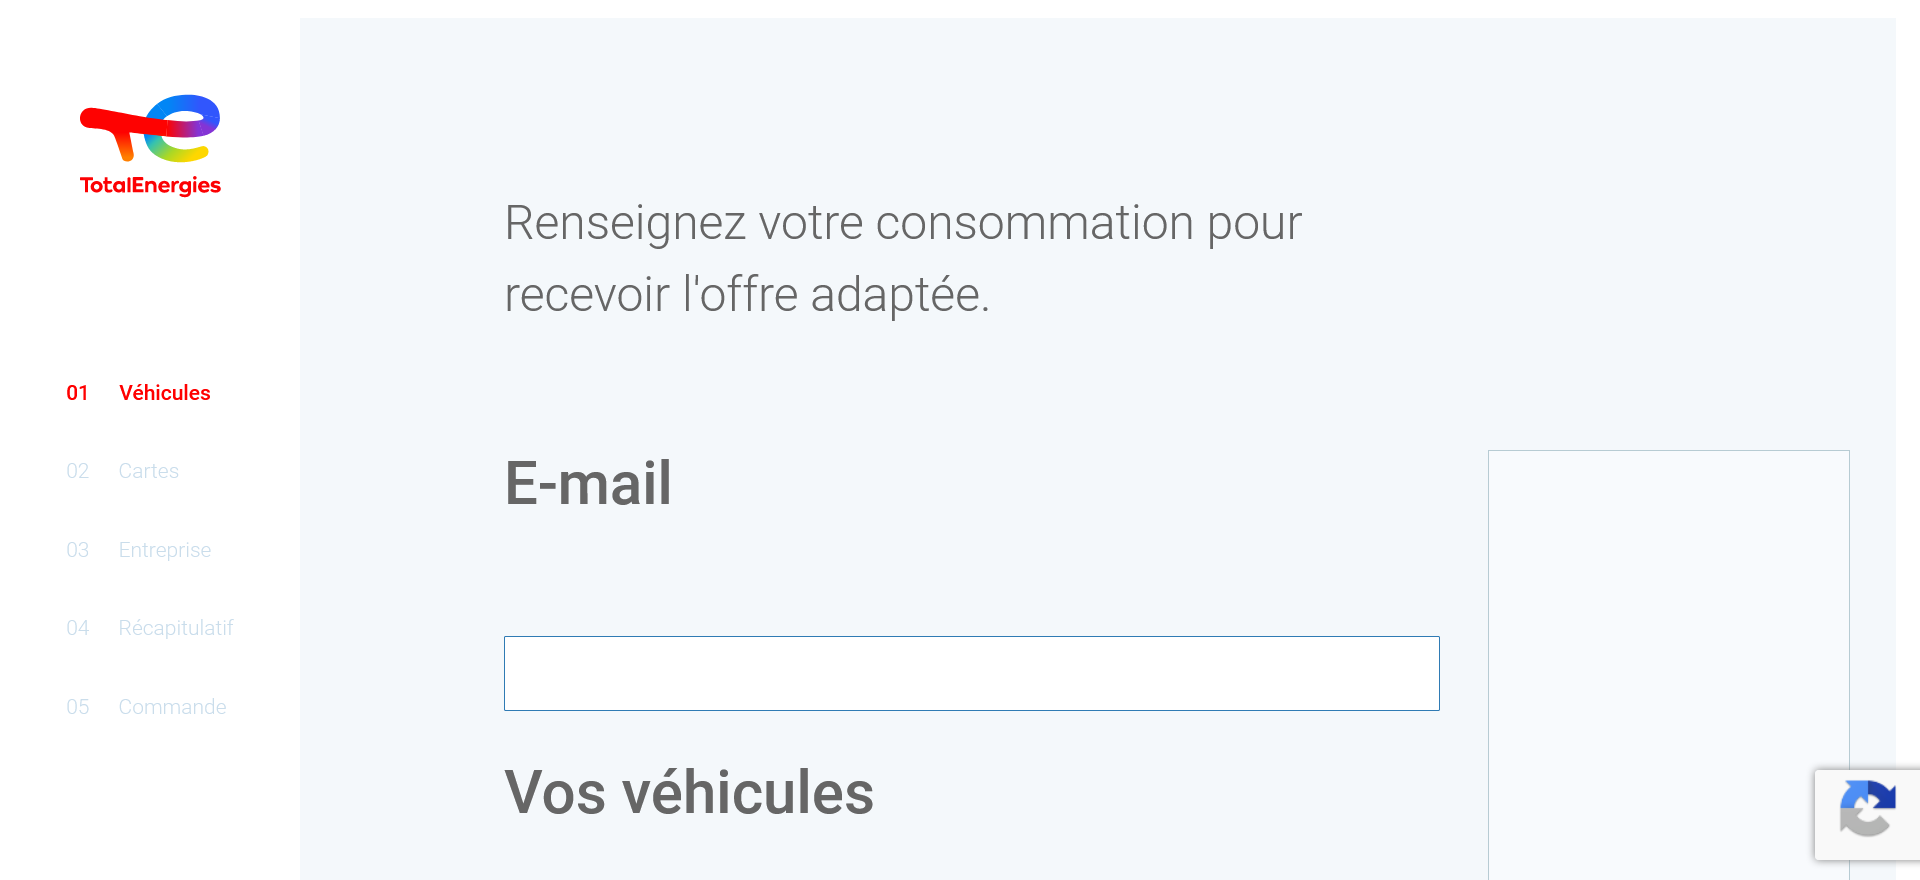 TotalEnergies
01 Véhicules
02 Cartes
03 Entreprise
04 Récapitulatif
05 Commande
Renseignez votre consommation pour
recevoir l'offre adaptée.
E-mail
Vos véhicules